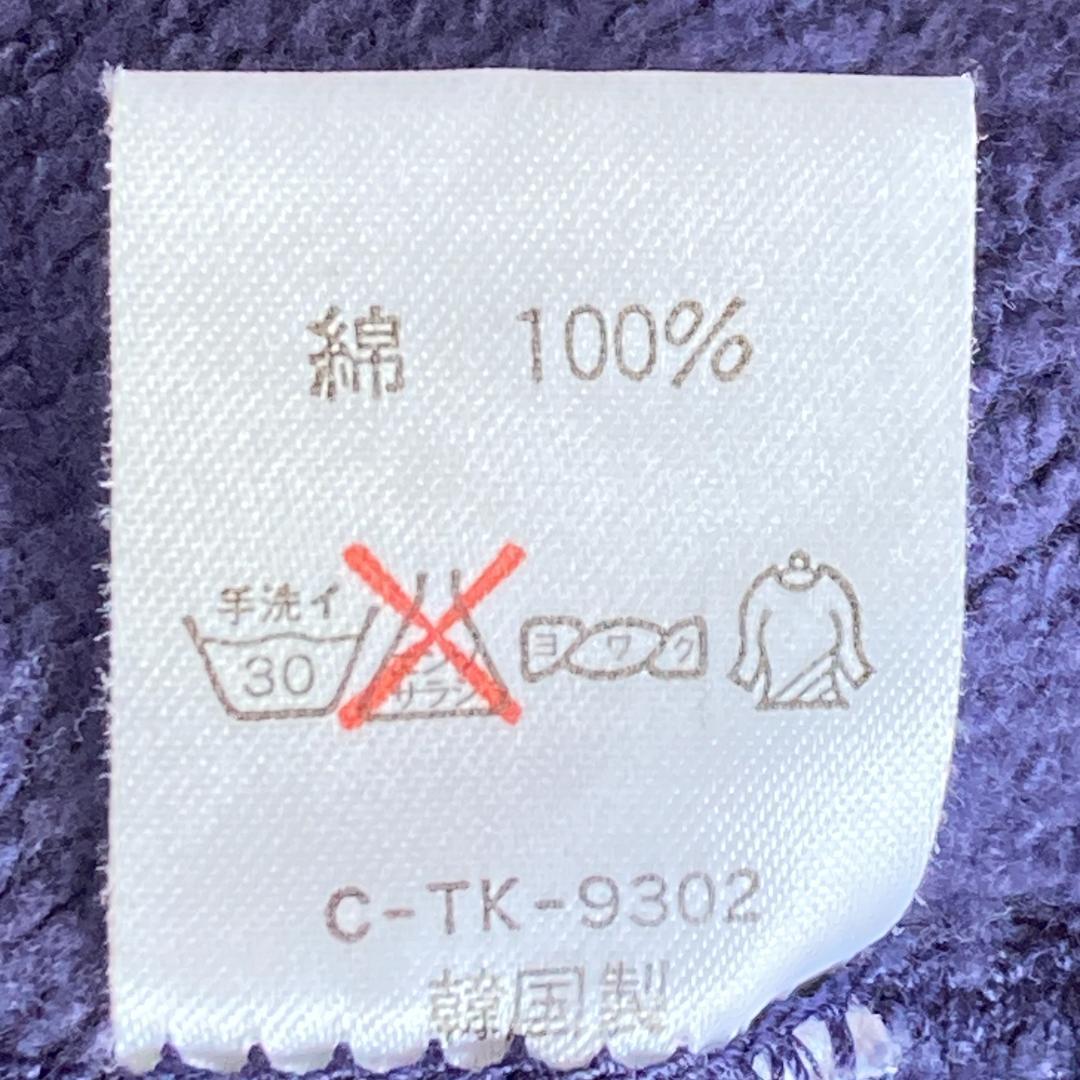 綿 100%
手洗イ
30
エンソ
サラシ
ヨワク
C-TK-9302
韓国製